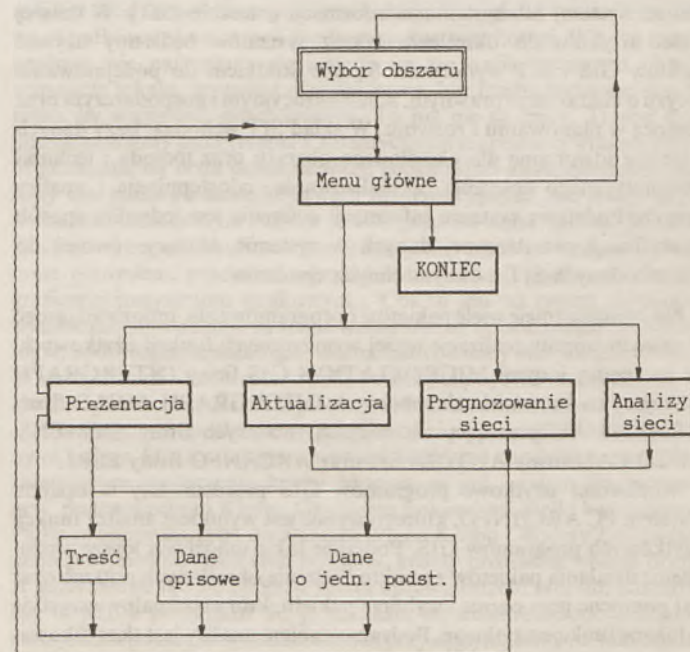 Wybór obszaru
Menu główne
KONIEC
Prezentacja
Aktualizacja
Prognozowanie
sieci
Analizy
sieci
Treść
Dane
opisowe
Dane
o jedn. podst.